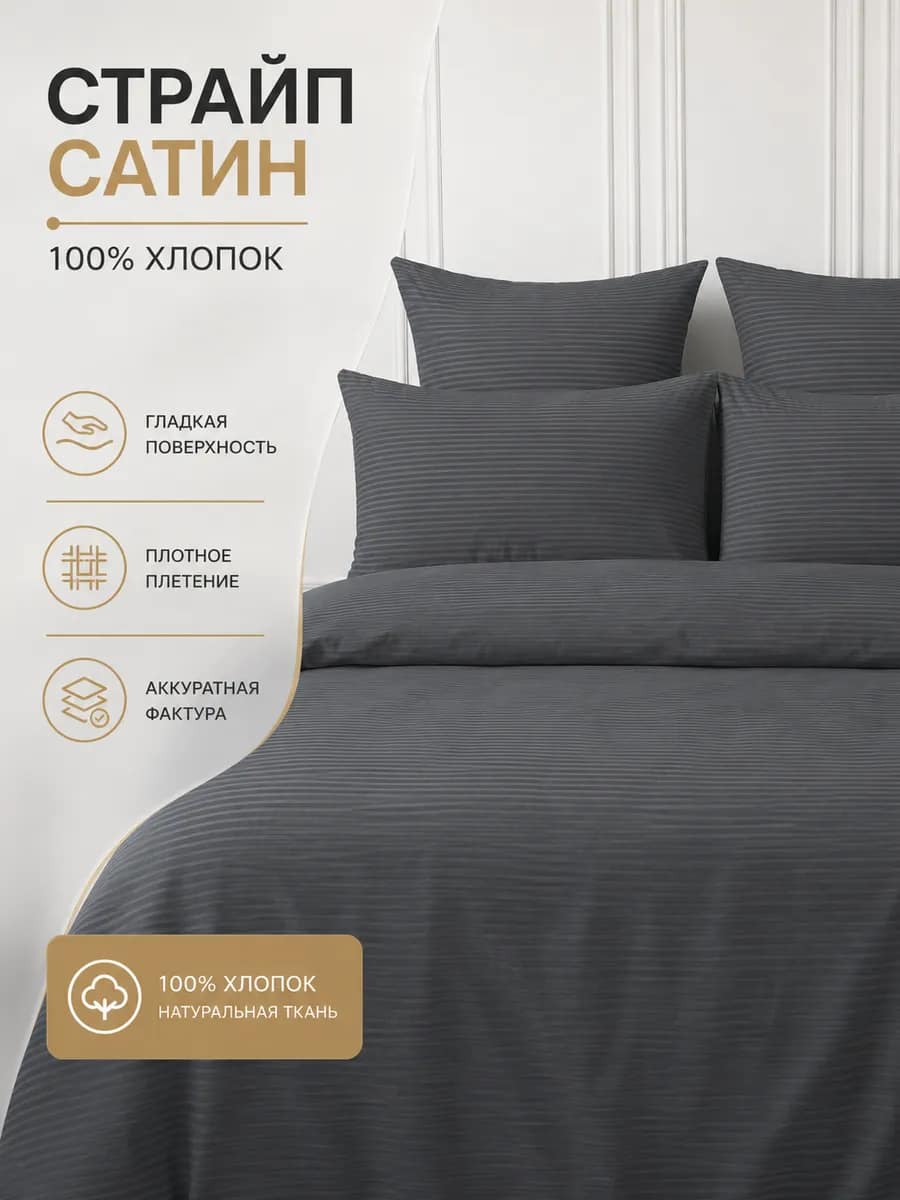 СТРАЙП
САТИН
100% ХЛОПОК
ГЛАДКАЯ
ПОВЕРХНОСТЬ
ПЛОТНОЕ
ПЛЕТЕНИЕ
АККУРАТНАЯ
ФАКТУРА
100% ХЛОПОК
НАТУРАЛЬНАЯ ТКАНЬ